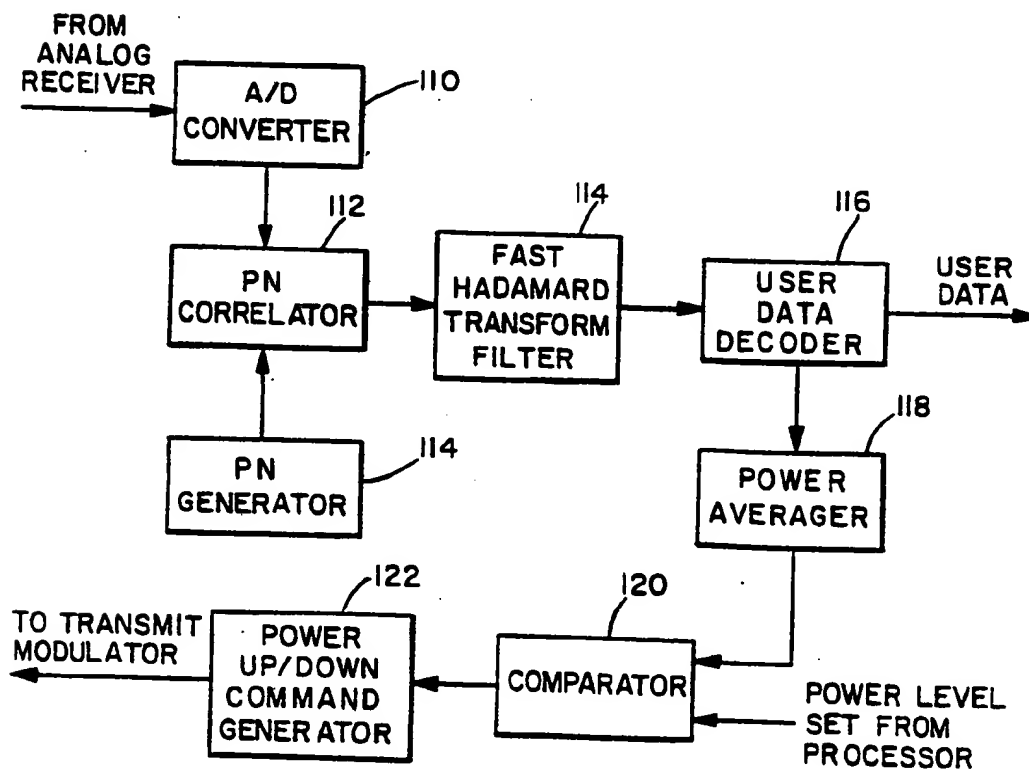 FROM
ANALOG
RECEIVER
A/D
CONVERTER
110
112
PN
CORRELATOR
114
FAST
HADAMARD
TRANSFORM
FILTER
116
USER
DATA
DECODER
USER
DATA
PN
GENERATOR
114
118
POWER
AVERAGER
122
TO TRANSMIT
MODULATOR
POWER
UP/DOWN
COMMAND
GENERATOR
120
COMPARATOR
POWER LEVEL
SET FROM
PROCESSOR